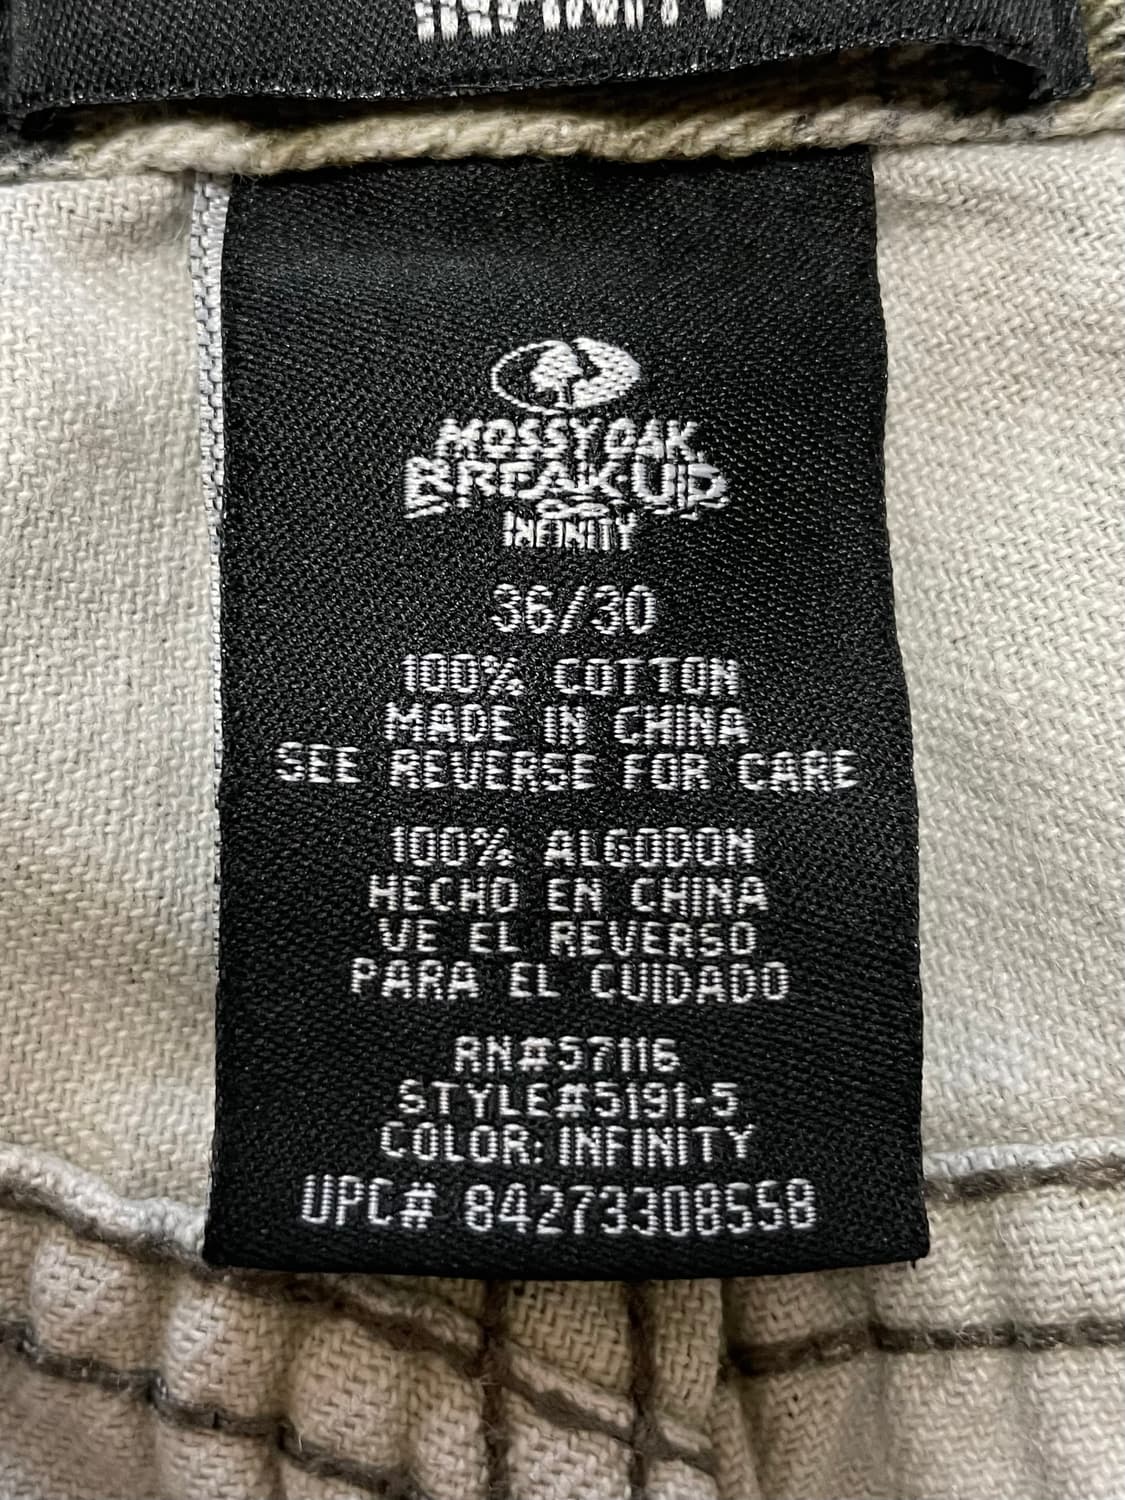 INFINITY
MOSSY OAK
BREAK-UP
INFINITY
36/30
100% COTTON
MADE IN CHINA
SEE REVERSE FOR CARE
100% ALGODON
HECHO EN CHINA
VE EL REVERSO
PARA EL CUIDADO
RN#57116
STYLE#5191-5
COLOR: INFINITY
UPC# 84273308558